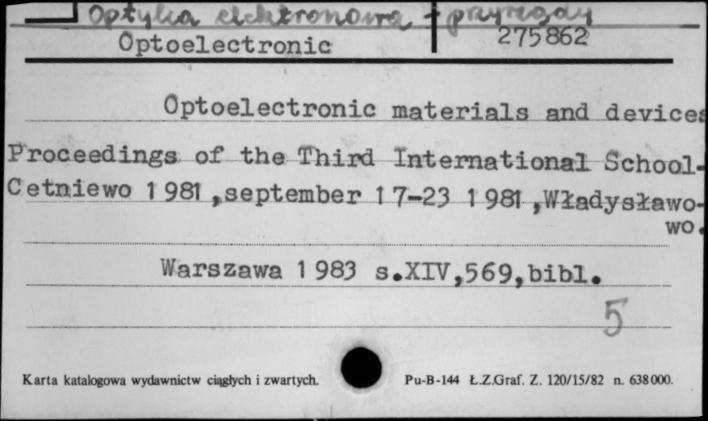 Optyka elektronowa + przyrządy
Optoelectronic 275862
Optoelectronic materials and devices
Proceedings of the Third International School-
Cetniewo 1981,september 17-23 1981,Władysławo-
wo.
Warszawa 1983 s.XIV,569,bibl.
5
Karta katalogowa wydawnictw ciągłych i zwartych. Pu-B-144 Ł.Z.Graf. Z. 120/15/82 n. 638000.